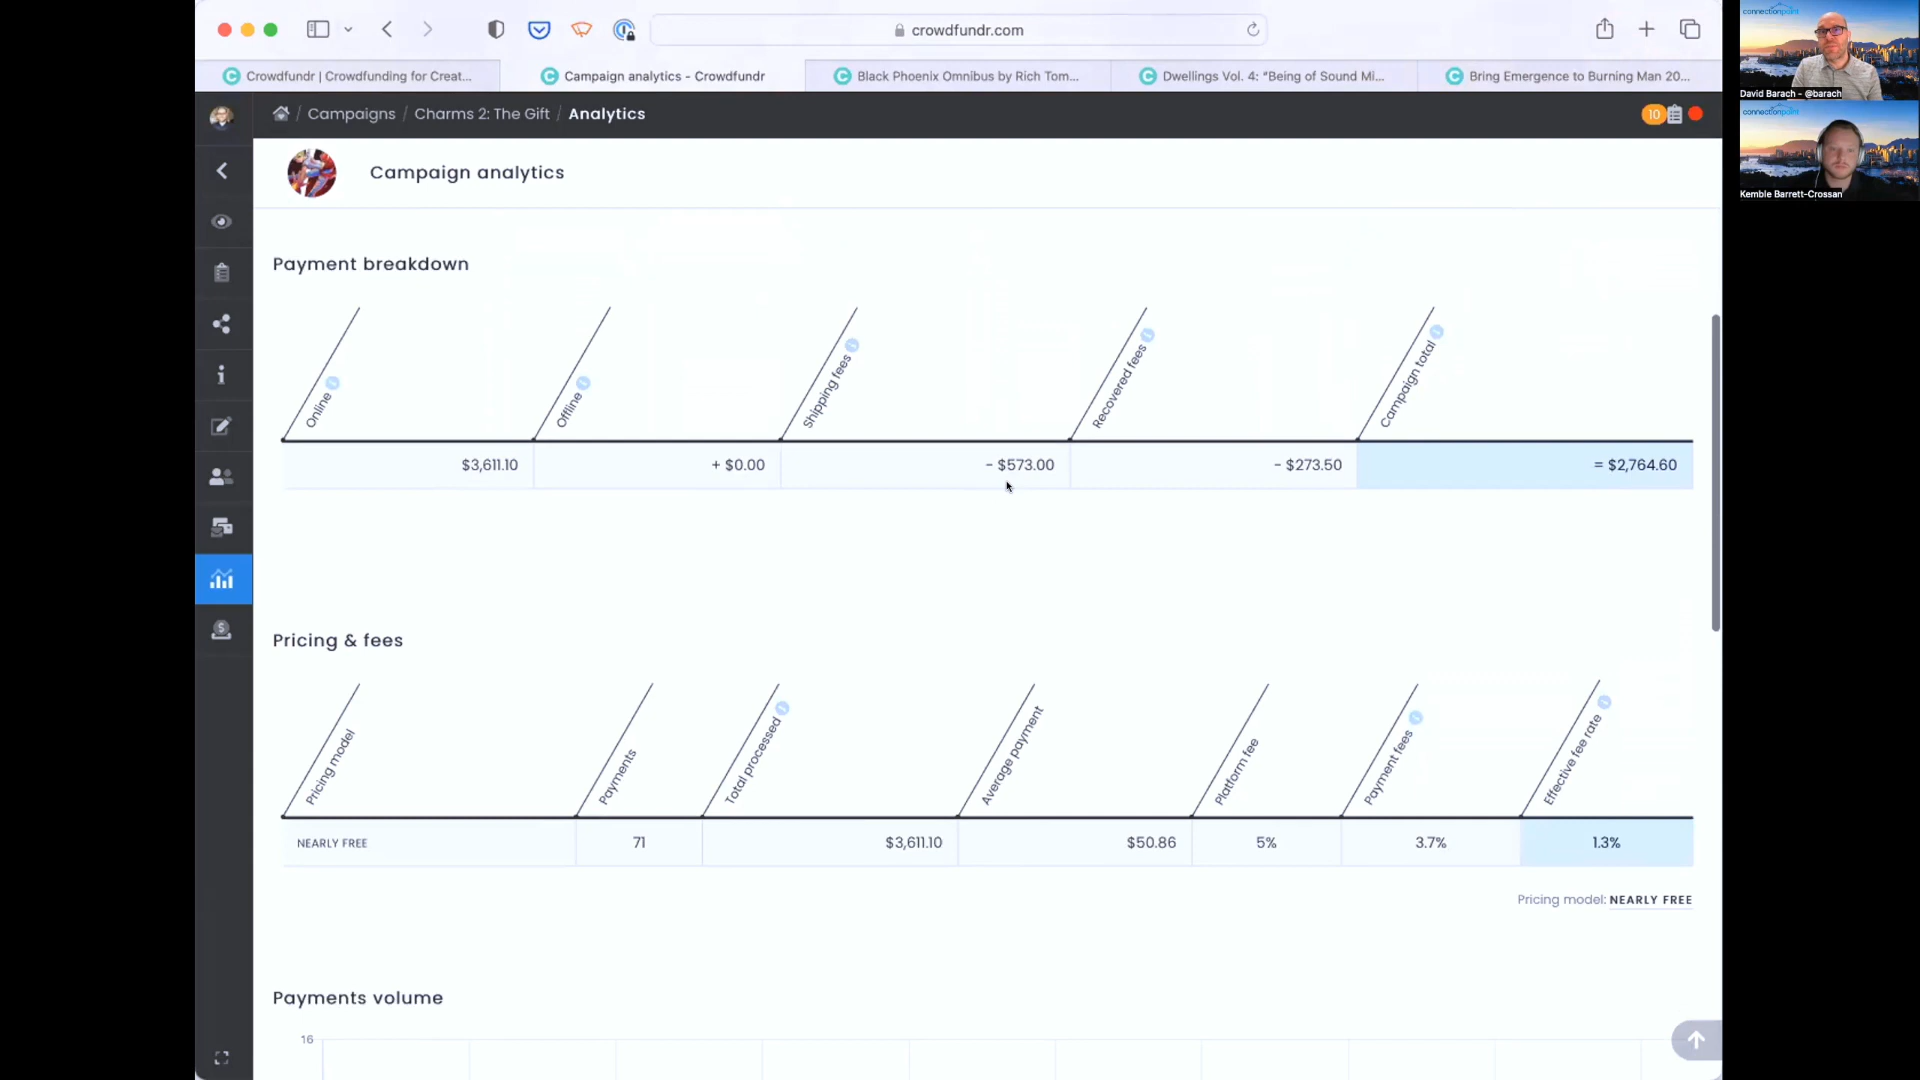 crowdfundr.com
Crowdfundr | Crowdfunding for Creat...
Campaign analytics - Crowdfundr
Black Phoenix Omnibus by Rich Tom...
Dwellings Vol. 4: “Being of Sound Mi...
Bring Emergence to Burning Man 20...
connectionpoint
David Barach - @barach
connectionpoint
Kemble Barrett-Crossan
/ Campaigns / Charms 2: The Gift / Analytics
10
Campaign analytics
Payment breakdown
Online
Offline
Shipping fees
Recovered fees
Campaign total
$3,611.10
+ $0.00
- $573.00
- $273.50
= $2,764.60
Pricing & fees
Pricing model
Payments
Total processed
Average payment
Platform fee
Payment fees
Effective fee rate
NEARLY FREE
71
$3,611.10
$50.86
5%
3.7%
1.3%
Pricing model: NEARLY FREE
Payments volume
16